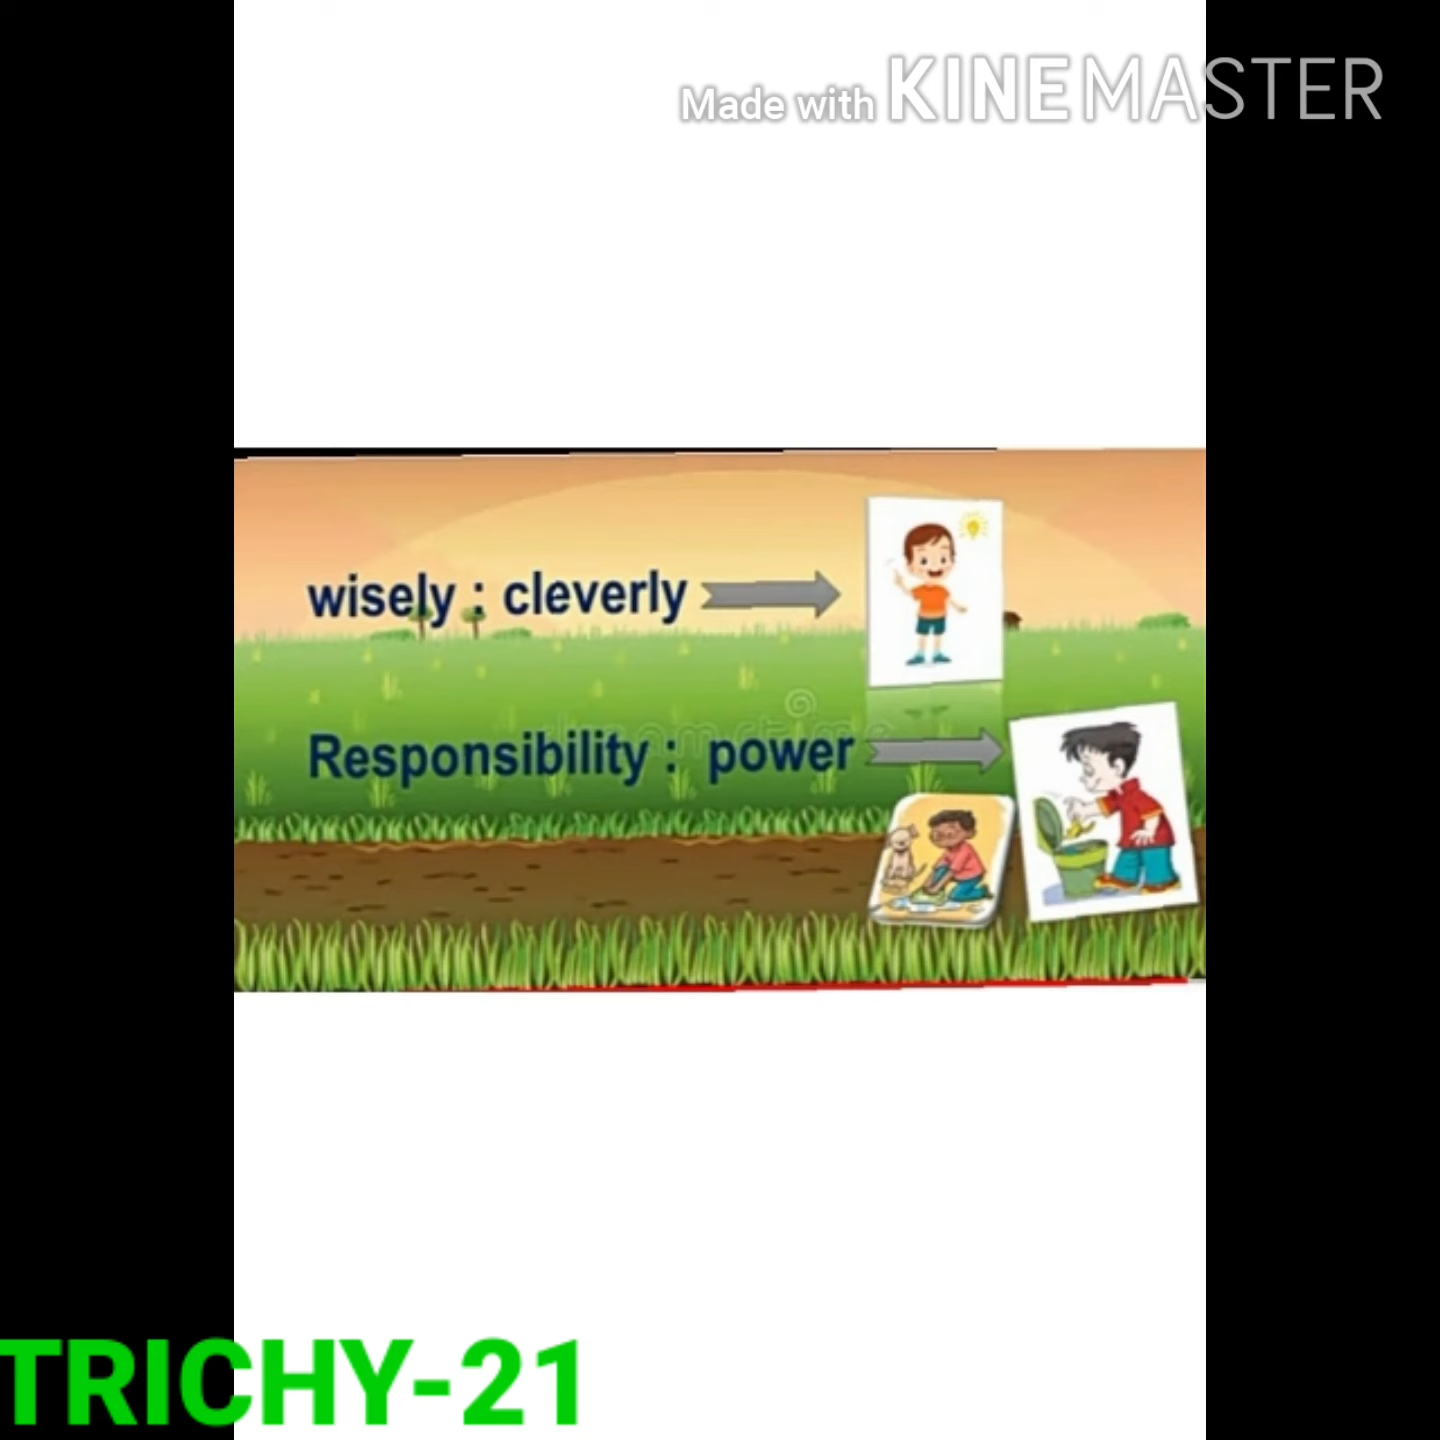 Made with KINEMASTER
wisely : cleverly
Responsibility : power
TRICHY-21